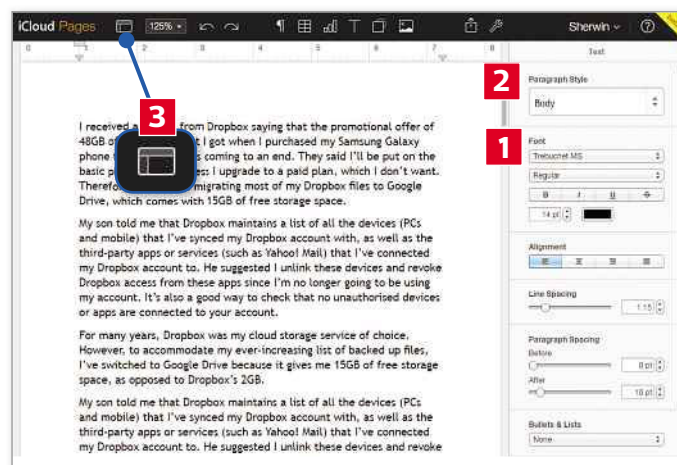 iCloud Pages 125% Sherwin ?
0 1 2 3 4 5 6 7 8 Text
2 Paragraph Style
Body
3
I received a from Dropbox saying that the promotional offer of
48GB of t I got when I purchased my Samsung Galaxy
phone s coming to an end. They said I'll be put on the
basic p ess I upgrade to a paid plan, which I don't want.
Therefo migrating most of my Dropbox files to Google
Drive, which comes with 15GB of free storage space.
My son told me that Dropbox maintains a list of all the devices (PCs
and mobile) that I've synced my Dropbox account with, as well as the
third-party apps or services (such as Yahoo! Mail) that I've connected
my Dropbox account to. He suggested I unlink these devices and revoke
Dropbox access from these apps since I'm no longer going to be using
my account. It's also a good way to check that no unauthorised devices
or apps are connected to your account.
For many years, Dropbox was my cloud storage service of choice,
However, to accommodate my ever-increasing list of backed up files,
I've switched to Google Drive because it gives me 15GB of free storage
space, as opposed to Dropbox's 2GB.
My son told me that Dropbox maintains a list of all the devices (PCs
and mobile) that I've synced my Dropbox account with, as well as the
third-party apps or services (such as Yahoo! Mail) that I've connected
my Dropbox account to. He suggested I unlink these devices and revoke
1 Font
Trebuchet MS
Regular
B I U S
14 pt
Alignment
Line Spacing
1.15
Paragraph Spacing
Before
0 pt
After
10 pt
Bullets & Lists
None